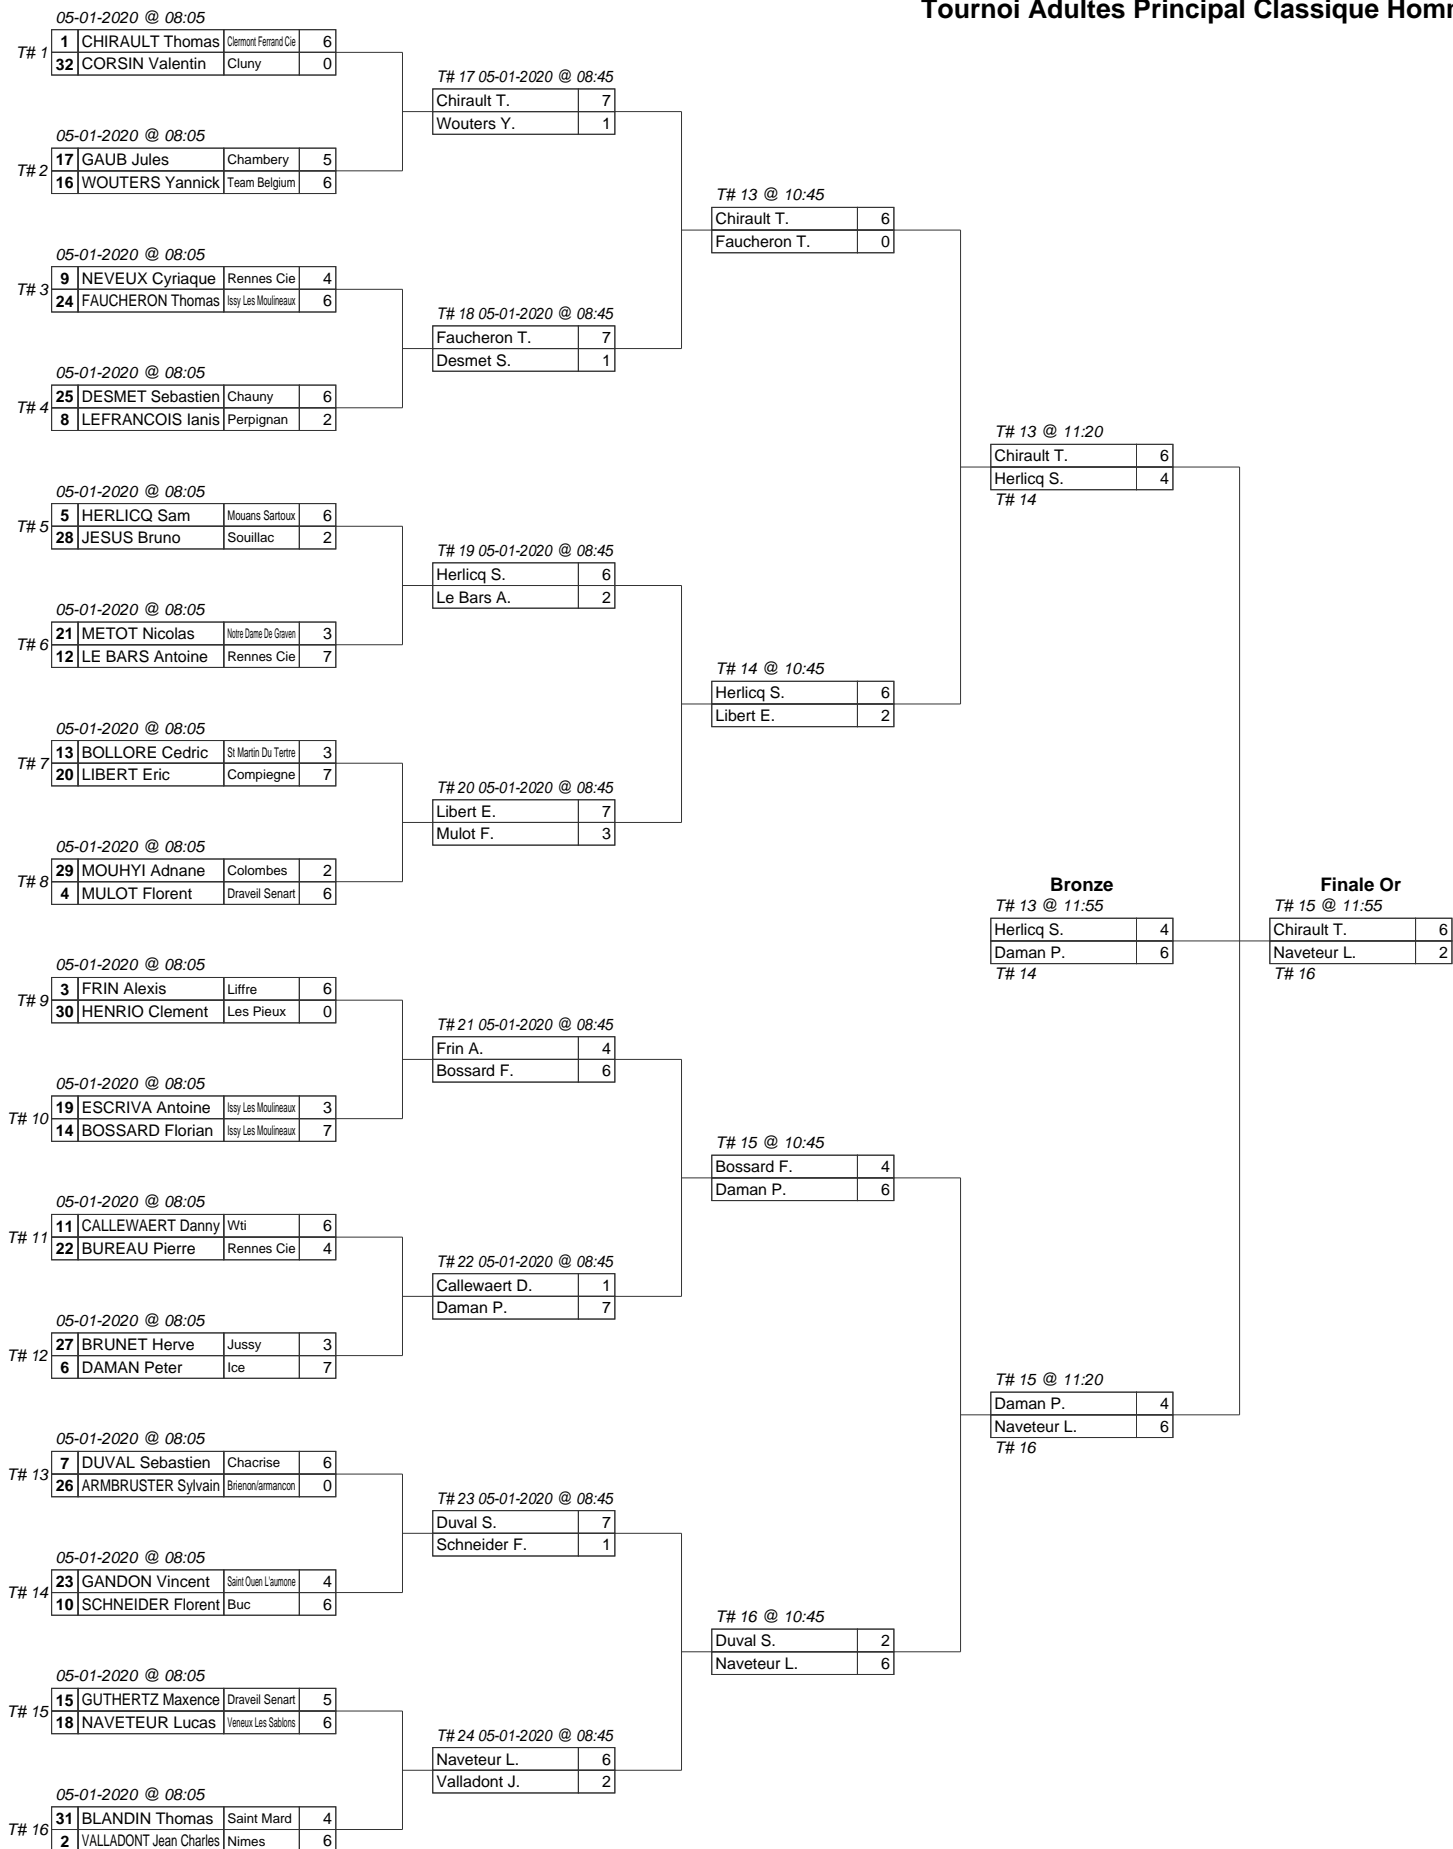 Tournoi Adultes Principal Classique Hom
05-01-2020 @ 08:05
T# 1
1 CHIRAULT Thomas Clermont Ferrand Cie 6
32 CORSIN Valentin Cluny 0
05-01-2020 @ 08:05
T# 2
17 GAUB Jules Chambery 5
16 WOUTERS Yannick Team Belgium 6
05-01-2020 @ 08:05
T# 3
9 NEVEUX Cyriaque Rennes Cie 4
24 FAUCHERON Thomas Issy Les Moulineaux 6
05-01-2020 @ 08:05
T# 4
25 DESMET Sebastien Chauny 6
8 LEFRANCOIS Ianis Perpignan 2
05-01-2020 @ 08:05
T# 5
5 HERLICQ Sam Mouans Sartoux 6
28 JESUS Bruno Souillac 2
05-01-2020 @ 08:05
T# 6
21 METOT Nicolas Notre Dame De Graven 3
12 LE BARS Antoine Rennes Cie 7
05-01-2020 @ 08:05
T# 7
13 BOLLORE Cedric St Martin Du Tertre 3
20 LIBERT Eric Compiegne 7
05-01-2020 @ 08:05
T# 8
29 MOUHYI Adnane Colombes 2
4 MULOT Florent Draveil Senart 6
05-01-2020 @ 08:05
T# 9
3 FRIN Alexis Liffre 6
30 HENRIO Clement Les Pieux 0
05-01-2020 @ 08:05
T# 10
19 ESCRIVA Antoine Issy Les Moulineaux 3
14 BOSSARD Florian Issy Les Moulineaux 7
05-01-2020 @ 08:05
T# 11
11 CALLEWAERT Danny Wti 6
22 BUREAU Pierre Rennes Cie 4
05-01-2020 @ 08:05
T# 12
27 BRUNET Herve Jussy 3
6 DAMAN Peter Ice 7
05-01-2020 @ 08:05
T# 13
7 DUVAL Sebastien Chacrise 6
26 ARMBRUSTER Sylvain Brienon/armancon 0
05-01-2020 @ 08:05
T# 14
23 GANDON Vincent Saint Ouen L'aumone 4
10 SCHNEIDER Florent Buc 6
05-01-2020 @ 08:05
T# 15
15 GUTHERTZ Maxence Draveil Senart 5
18 NAVETEUR Lucas Veneux Les Sablons 6
05-01-2020 @ 08:05
T# 16
31 BLANDIN Thomas Saint Mard 4
2 VALLADONT Jean Charles Nimes 6
T# 17 05-01-2020 @ 08:45
Chirault T. 7
Wouters Y. 1
T# 18 05-01-2020 @ 08:45
Faucheron T. 7
Desmet S. 1
T# 19 05-01-2020 @ 08:45
Herlicq S. 6
Le Bars A. 2
T# 20 05-01-2020 @ 08:45
Libert E. 7
Mulot F. 3
T# 21 05-01-2020 @ 08:45
Frin A. 4
Bossard F. 6
T# 22 05-01-2020 @ 08:45
Callewaert D. 1
Daman P. 7
T# 23 05-01-2020 @ 08:45
Duval S. 7
Schneider F. 1
T# 24 05-01-2020 @ 08:45
Naveteur L. 6
Valladont J. 2
T# 13 @ 10:45
Chirault T. 6
Faucheron T. 0
T# 14 @ 10:45
Herlicq S. 6
Libert E. 2
T# 15 @ 10:45
Bossard F. 4
Daman P. 6
T# 16 @ 10:45
Duval S. 2
Naveteur L. 6
T# 13 @ 11:20
Chirault T. 6
Herlicq S. 4
T# 14
Bronze
T# 13 @ 11:55
Herlicq S. 4
Daman P. 6
T# 14
T# 15 @ 11:20
Daman P. 4
Naveteur L. 6
T# 16
Finale Or
T# 15 @ 11:55
Chirault T. 6
Naveteur L. 2
T# 16